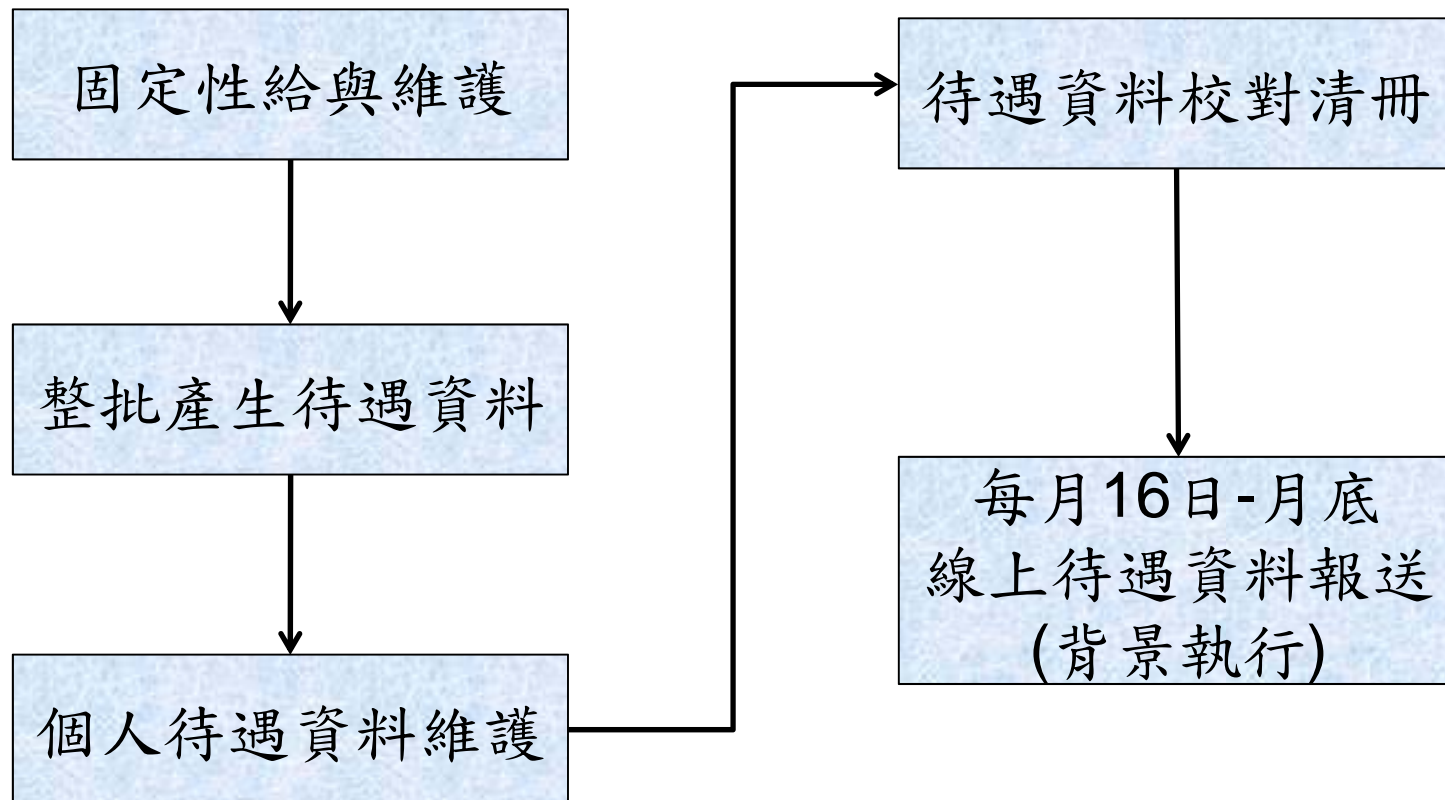 固定性給與維護
整批產生待遇資料
個人待遇資料維護
待遇資料校對清冊
每月16日-月底
線上待遇資料報送
(背景執行)